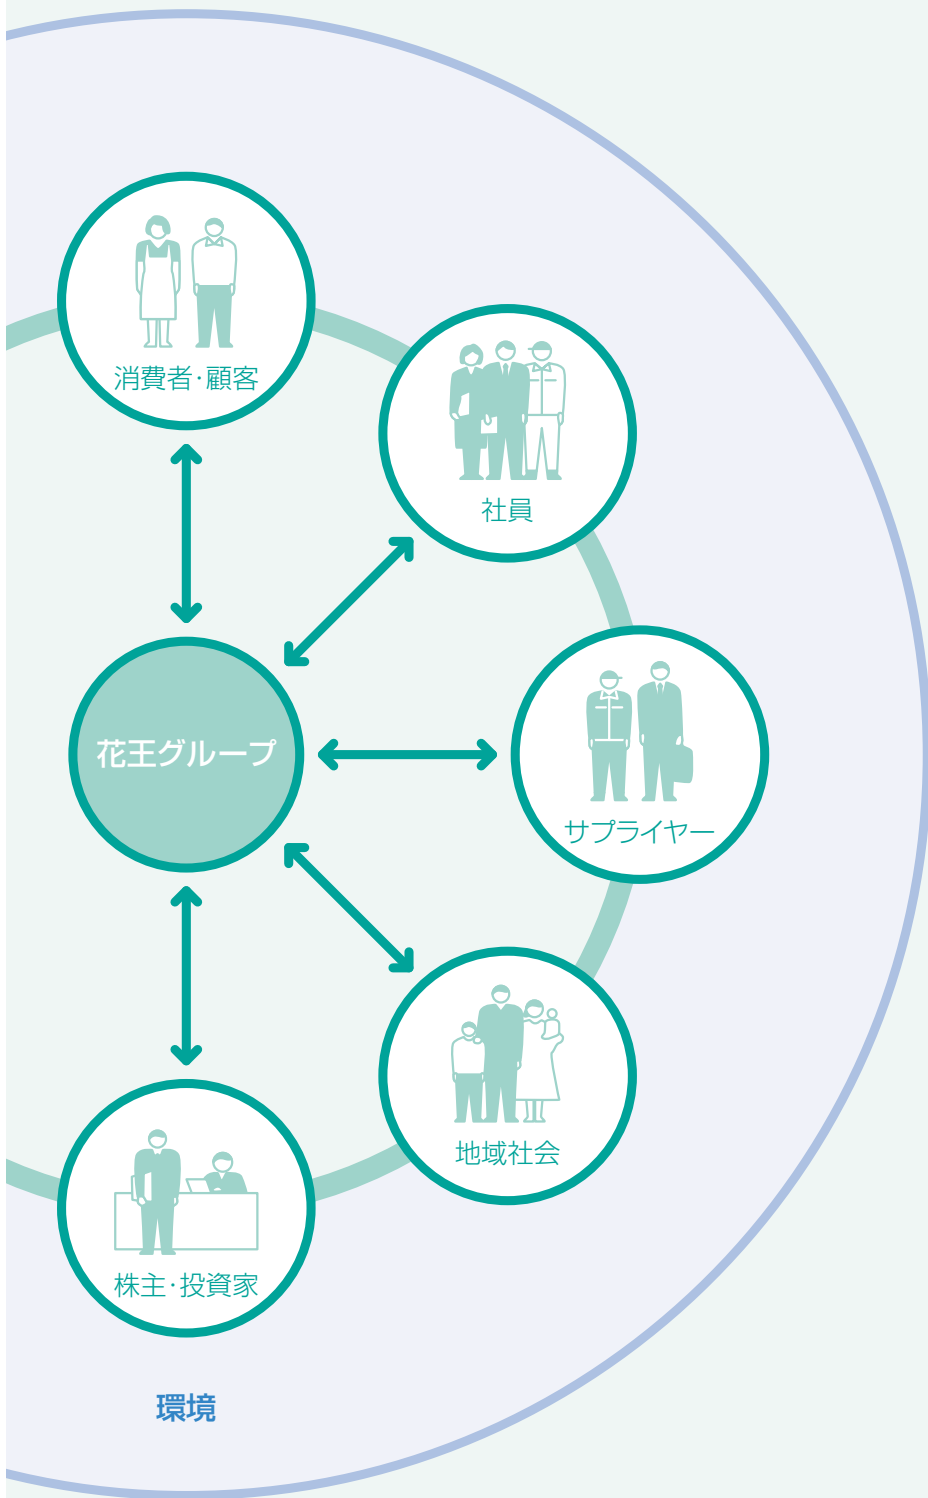 消費者・顧客
社員
花王グループ
サプライヤー
地域社会
株主・投資家
環境